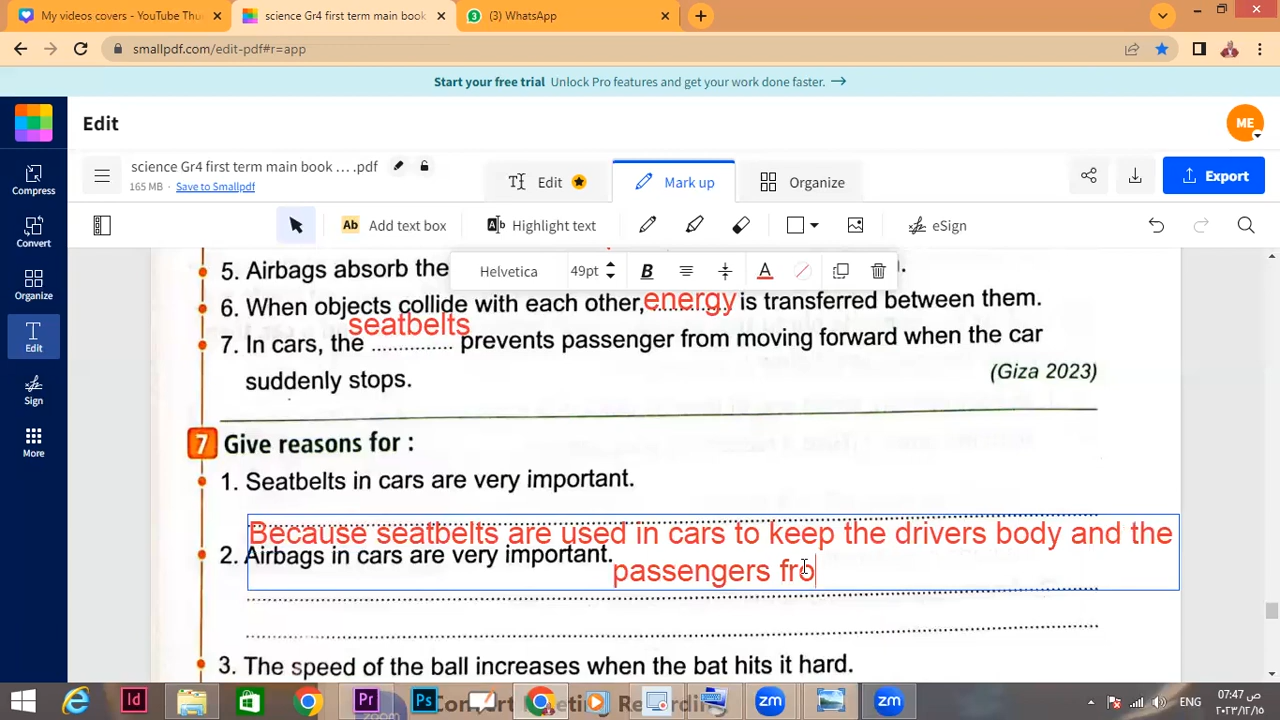 My videos covers - YouTube Thu
science Gr4 first term main book
(3) WhatsApp
smallpdf.com/edit-pdf#r=app
Start your free trial Unlock Pro features and get your work done faster.
Edit
ME
science Gr4 first term main book ... .pdf
165 MB Save to Smallpdf
Edit
Mark up
Organize
Export
Ab Add text box
Highlight text
eSign
Compress
Convert
Organize
Edit
Sign
More
Helvetica 49pt B A
5. Airbags absorb the
6. When objects collide with each other, energy is transferred between them.
7. In cars, the seatbelts prevents passenger from moving forward when the car
suddenly stops.
(Giza 2023)
7 Give reasons for :
1. Seatbelts in cars are very important.
Because seatbelts are used in cars to keep the drivers body and the
passengers fro
2. Airbags in cars are very important.
3. The speed of the ball increases when the bat hits it hard.
ENG
07:47 ص
٢٠٢٣/١٢/١٥